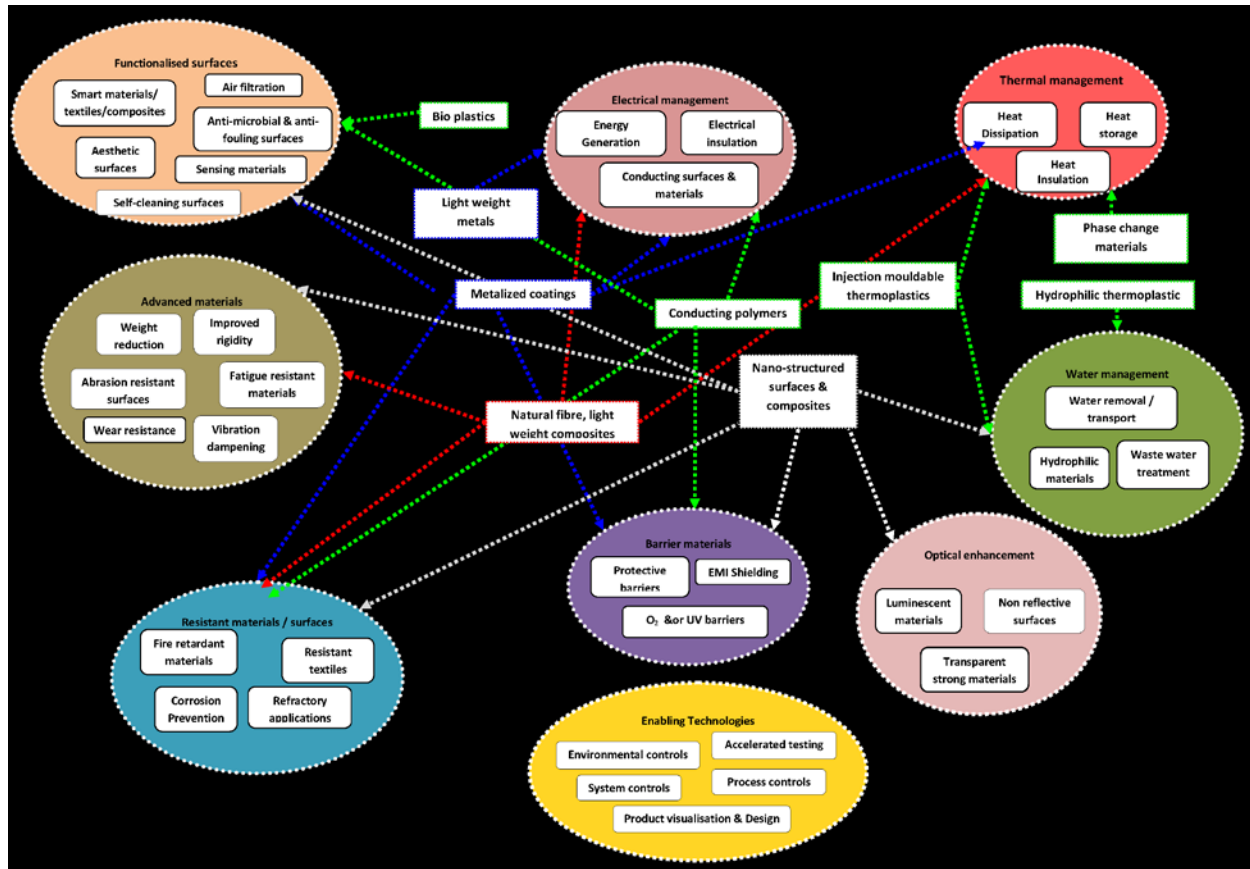 Functionalised surfaces
Smart materials/
textiles/composites
Air filtration
Anti-microbial & anti-
fouling surfaces
Aesthetic
surfaces
Sensing materials
Self-cleaning surfaces
Bio plastics
Electrical management
Energy
Generation
Electrical
insulation
Conducting surfaces &
materials
Thermal management
Heat
Dissipation
Heat
storage
Heat
Insulation
Light weight
metals
Phase change
materials
Injection mouldable
thermoplastics
Hydrophilic thermoplastic
Metalized coatings
Conducting polymers
Advanced materials
Weight
reduction
Improved
rigidity
Abrasion resistant
surfaces
Fatigue resistant
materials
Wear resistance
Vibration
dampening
Natural fibre, light
weight composites
Nano-structured
surfaces &
composites
Water management
Water removal /
transport
Hydrophilic
materials
Waste water
treatment
Barrier materials
Protective
barriers
EMI Shielding
O₂ &or UV barriers
Optical enhancement
Luminescent
materials
Non reflective
surfaces
Transparent
strong materials
Resistant materials / surfaces
Fire retardant
materials
Resistant
textiles
Corrosion
Prevention
Refractory
applications
Enabling Technologies
Environmental controls
Accelerated testing
System controls
Process controls
Product visualisation & Design